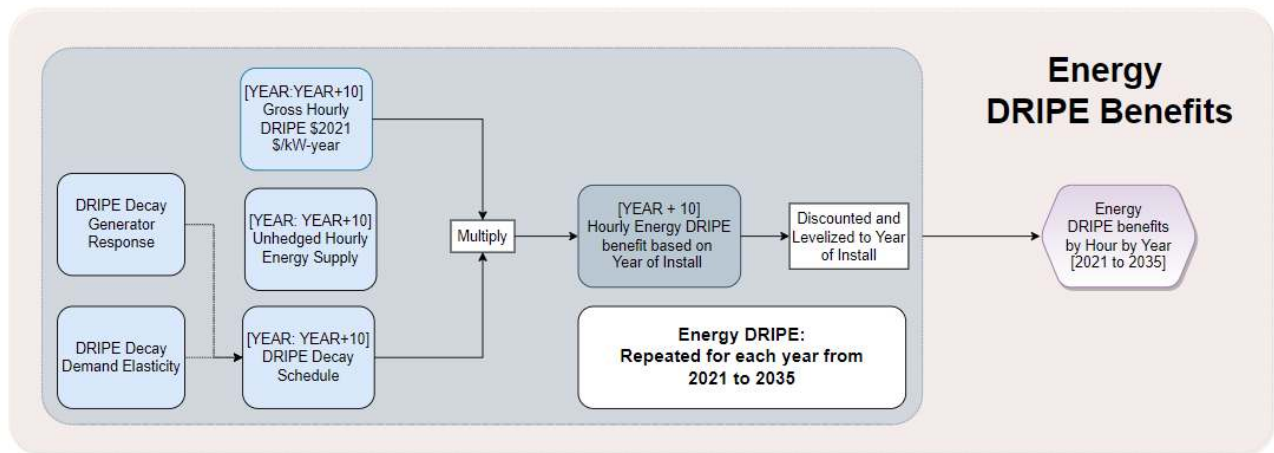 Energy
DRIPE Benefits
[YEAR:YEAR+10]
Gross Hourly
DRIPE $2021
$/kW-year
DRIPE Decay
Generator
Response
[YEAR: YEAR+10]
Unhedged Hourly
Energy Supply
DRIPE Decay
Demand Elasticity
[YEAR: YEAR+10]
DRIPE Decay
Schedule
Multiply
[YEAR + 10]
Hourly Energy DRIPE
benefit based on
Year of Install
Discounted and
Levelized to Year
of Install
Energy
DRIPE benefits
by Hour by Year
[2021 to 2035]
Energy DRIPE:
Repeated for each year from
2021 to 2035